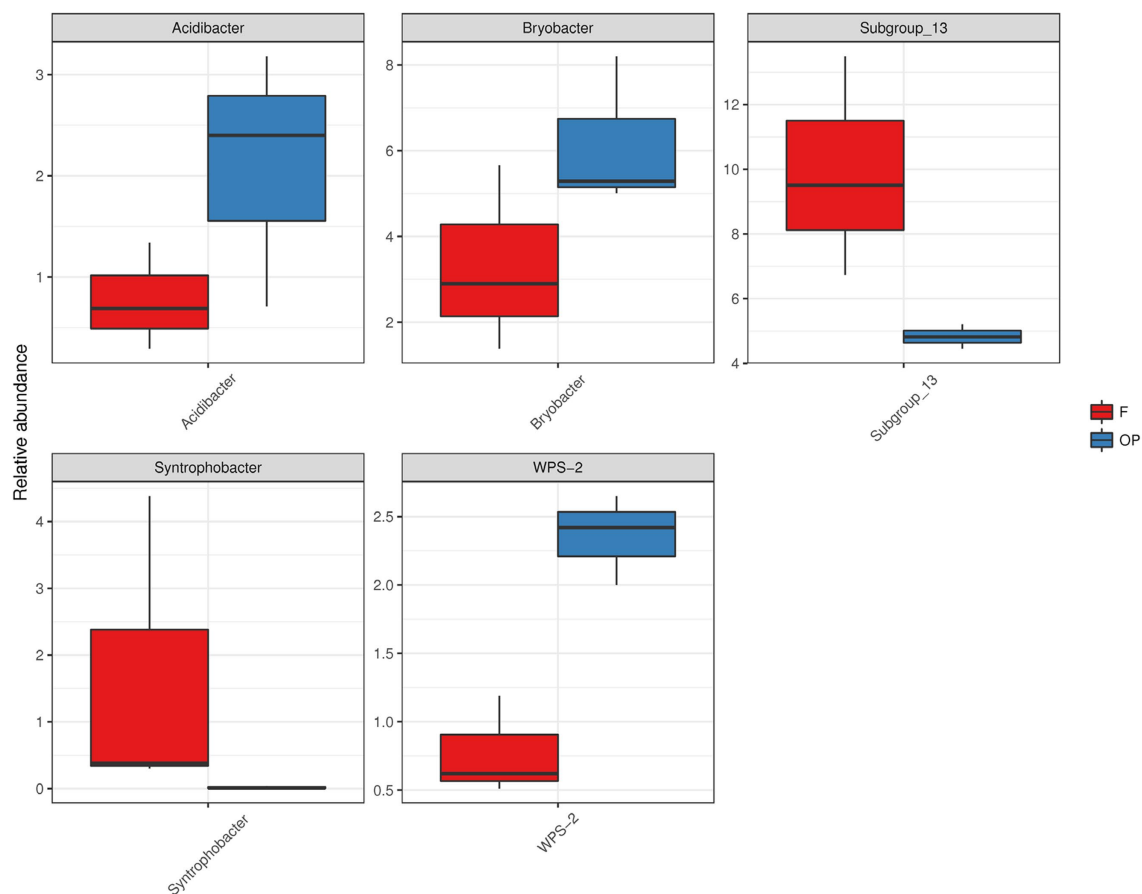 Acidibacter
Bryobacter
Subgroup_13
3
2
1
8
6
4
2
12
10
8
6
4
Acidibacter
Bryobacter
Subgroup_13
Relative abundance
F
OP
Syntrophobacter
WPS-2
4
3
2
1
0
2.5
2.0
1.5
1.0
0.5
Syntrophobacter
WPS-2